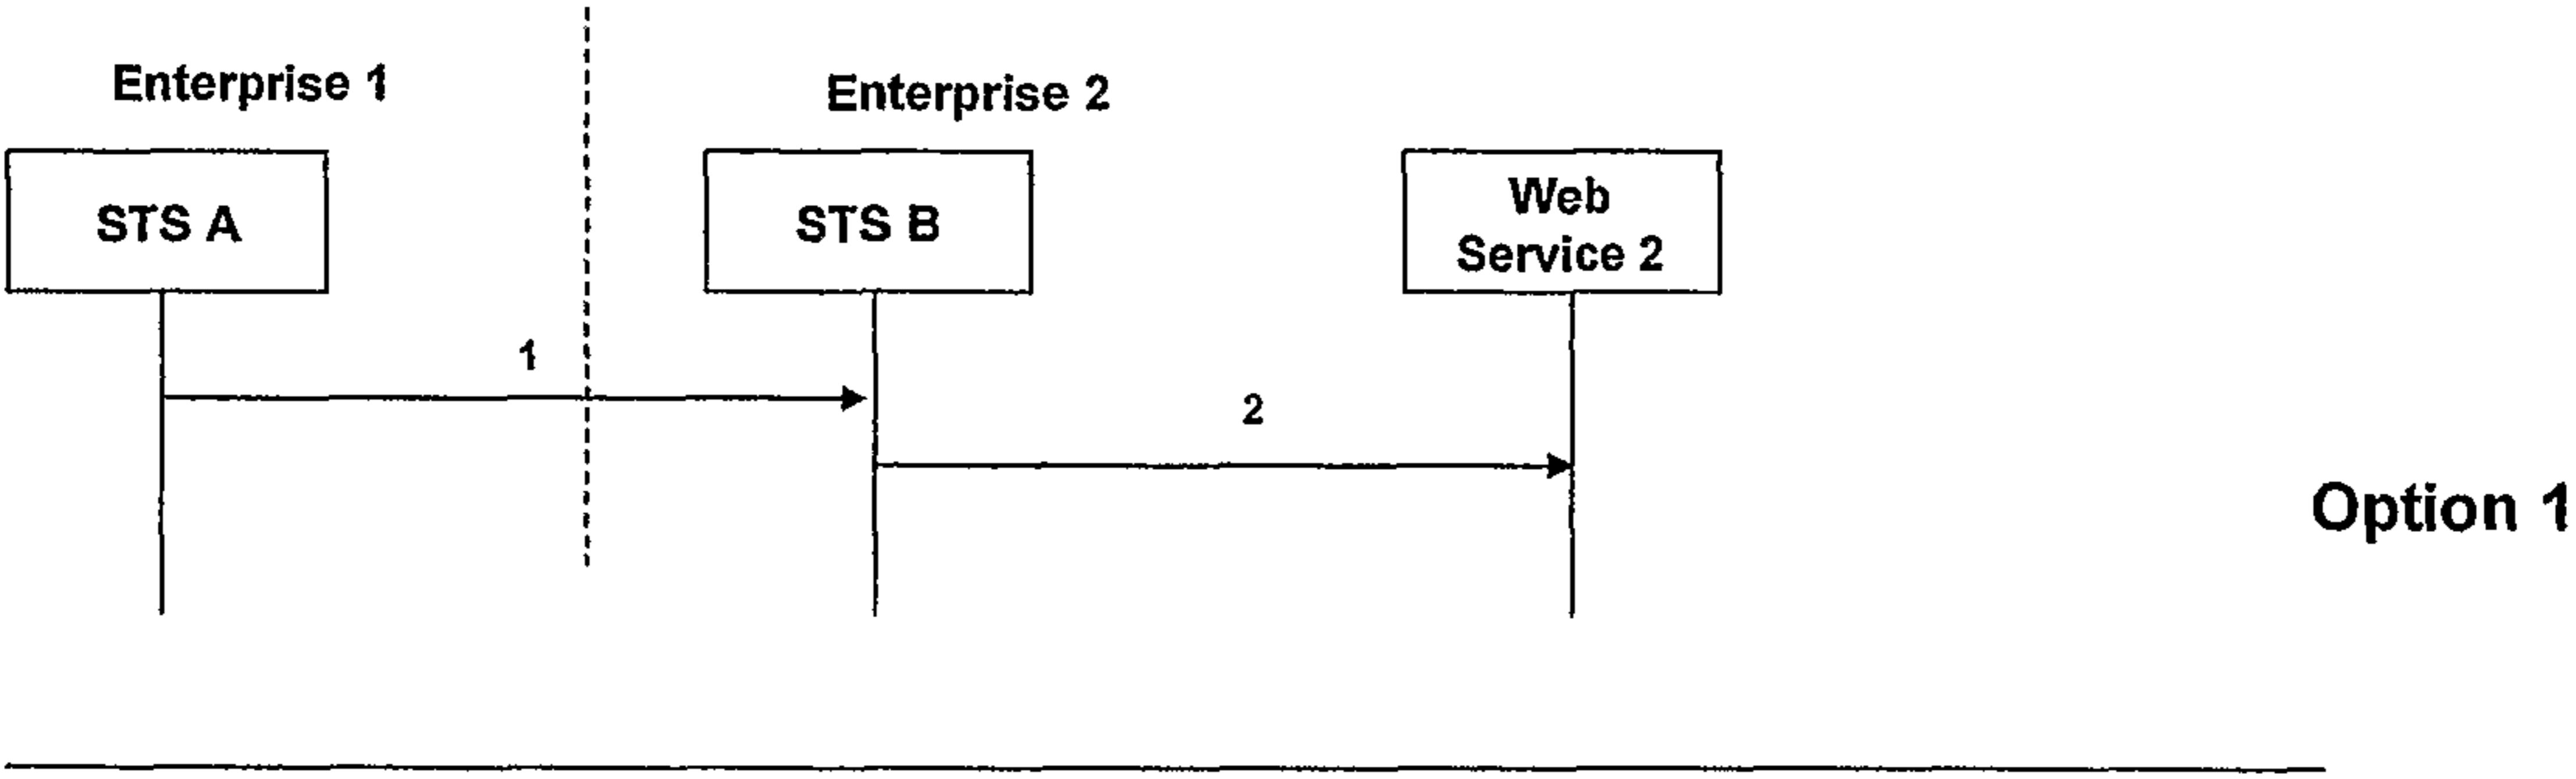 Enterprise 1
Enterprise 2
STS A
STS B
Web
Service 2
1
2
Option 1